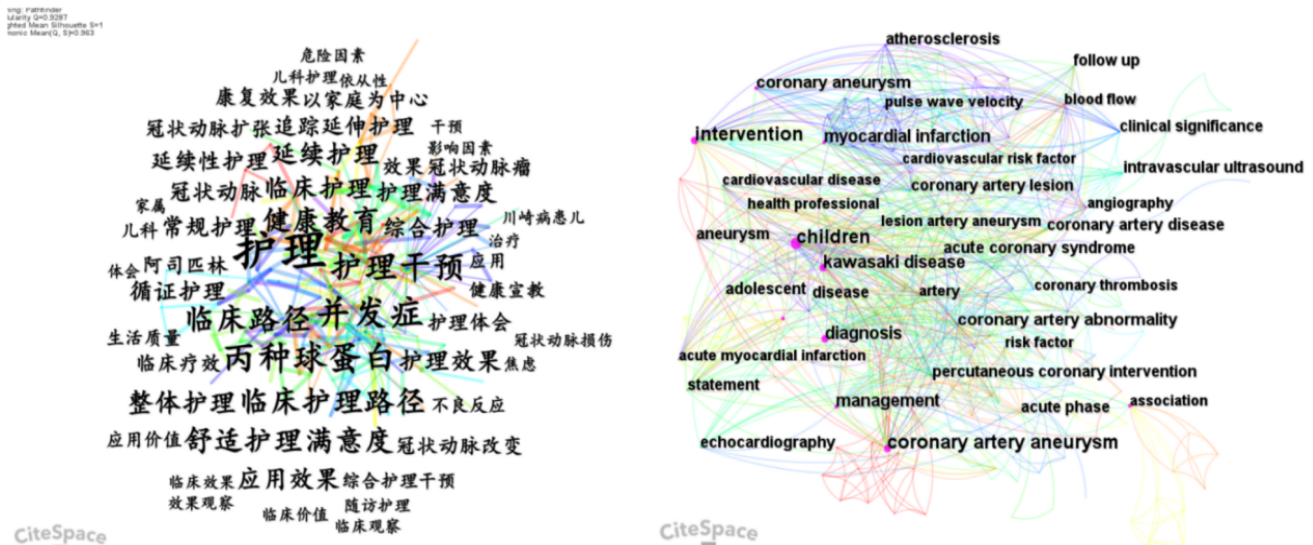 ularity Q=0.9287
ghted Mean Silhouette S=1
monic Mean(Q, S)=0.963
危险因素
儿科护理 依从性
康复效果 以家庭为中心
冠状动脉扩张 追踪延伸护理 干预
影响因素
延续性护理 延续护理 效果 冠状动脉瘤
冠状动脉 临床护理 护理满意度
家属 健康教育 川崎病患儿
儿科 常规护理 综合护理
护理 治疗
体会 阿司匹林 护理干预 应用
循证护理 健康宣教
临床路径 并发症 护理体会
生活质量 冠状动脉损伤
临床疗效 丙种球蛋白 护理效果 焦虑
整体护理 临床护理路径 不良反应
应用价值 舒适护理 满意度 冠状动脉改变
临床效果 应用效果 综合护理干预
效果观察 随访护理
临床价值 临床观察
CiteSpace
atherosclerosis
follow up
coronary aneurysm
pulse wave velocity blood flow
intervention myocardial infarction clinical significance
cardiovascular risk factor intravascular ultrasound
cardiovascular disease coronary artery lesion
health professional angiography
lesion artery aneurysm coronary artery disease
aneurysm children acute coronary syndrome
kawasaki disease
adolescent disease artery coronary thrombosis
diagnosis coronary artery abnormality
risk factor
acute myocardial infarction
percutaneous coronary intervention
statement
management acute phase association
echocardiography coronary artery aneurysm
CiteSpace